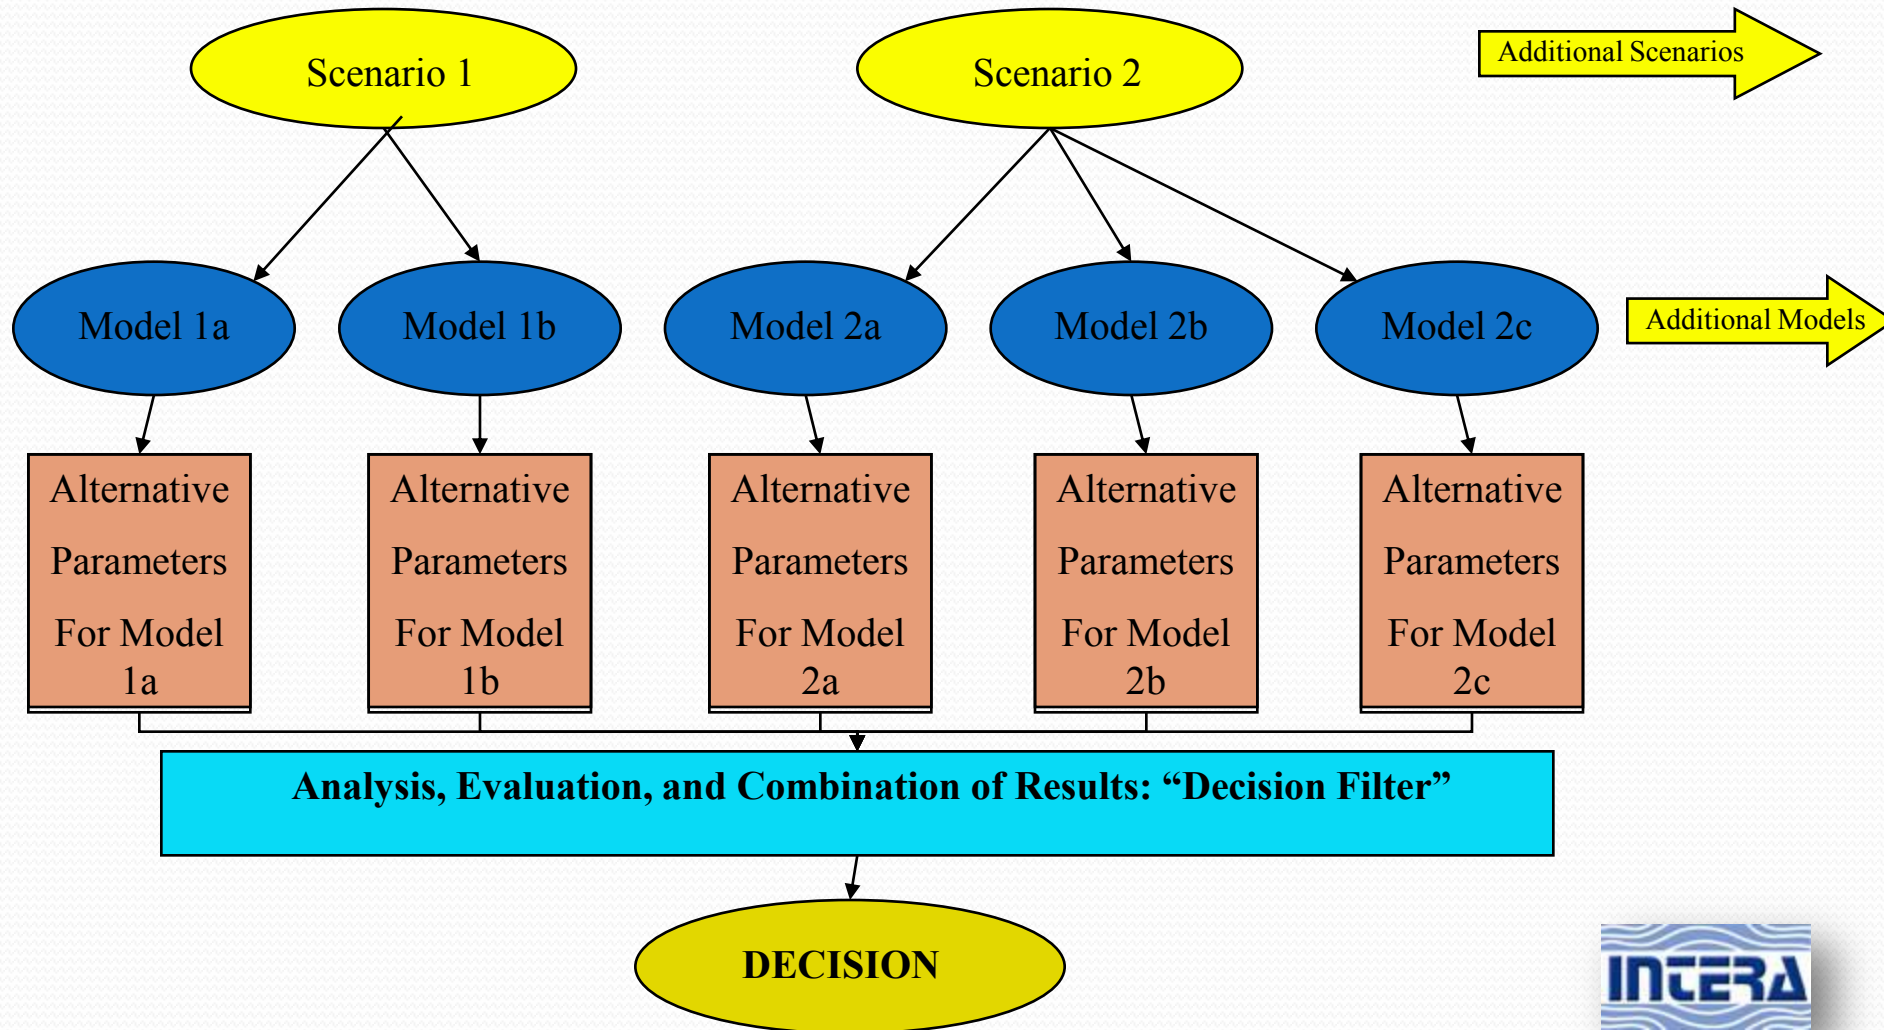 Scenario 1
Scenario 2
Additional Scenarios
Model 1a
Model 1b
Model 2a
Model 2b
Model 2c
Additional Models
Alternative
Parameters
For Model
1a
Alternative
Parameters
For Model
1b
Alternative
Parameters
For Model
2a
Alternative
Parameters
For Model
2b
Alternative
Parameters
For Model
2c
Analysis, Evaluation, and Combination of Results: “Decision Filter”
DECISION
INTERA